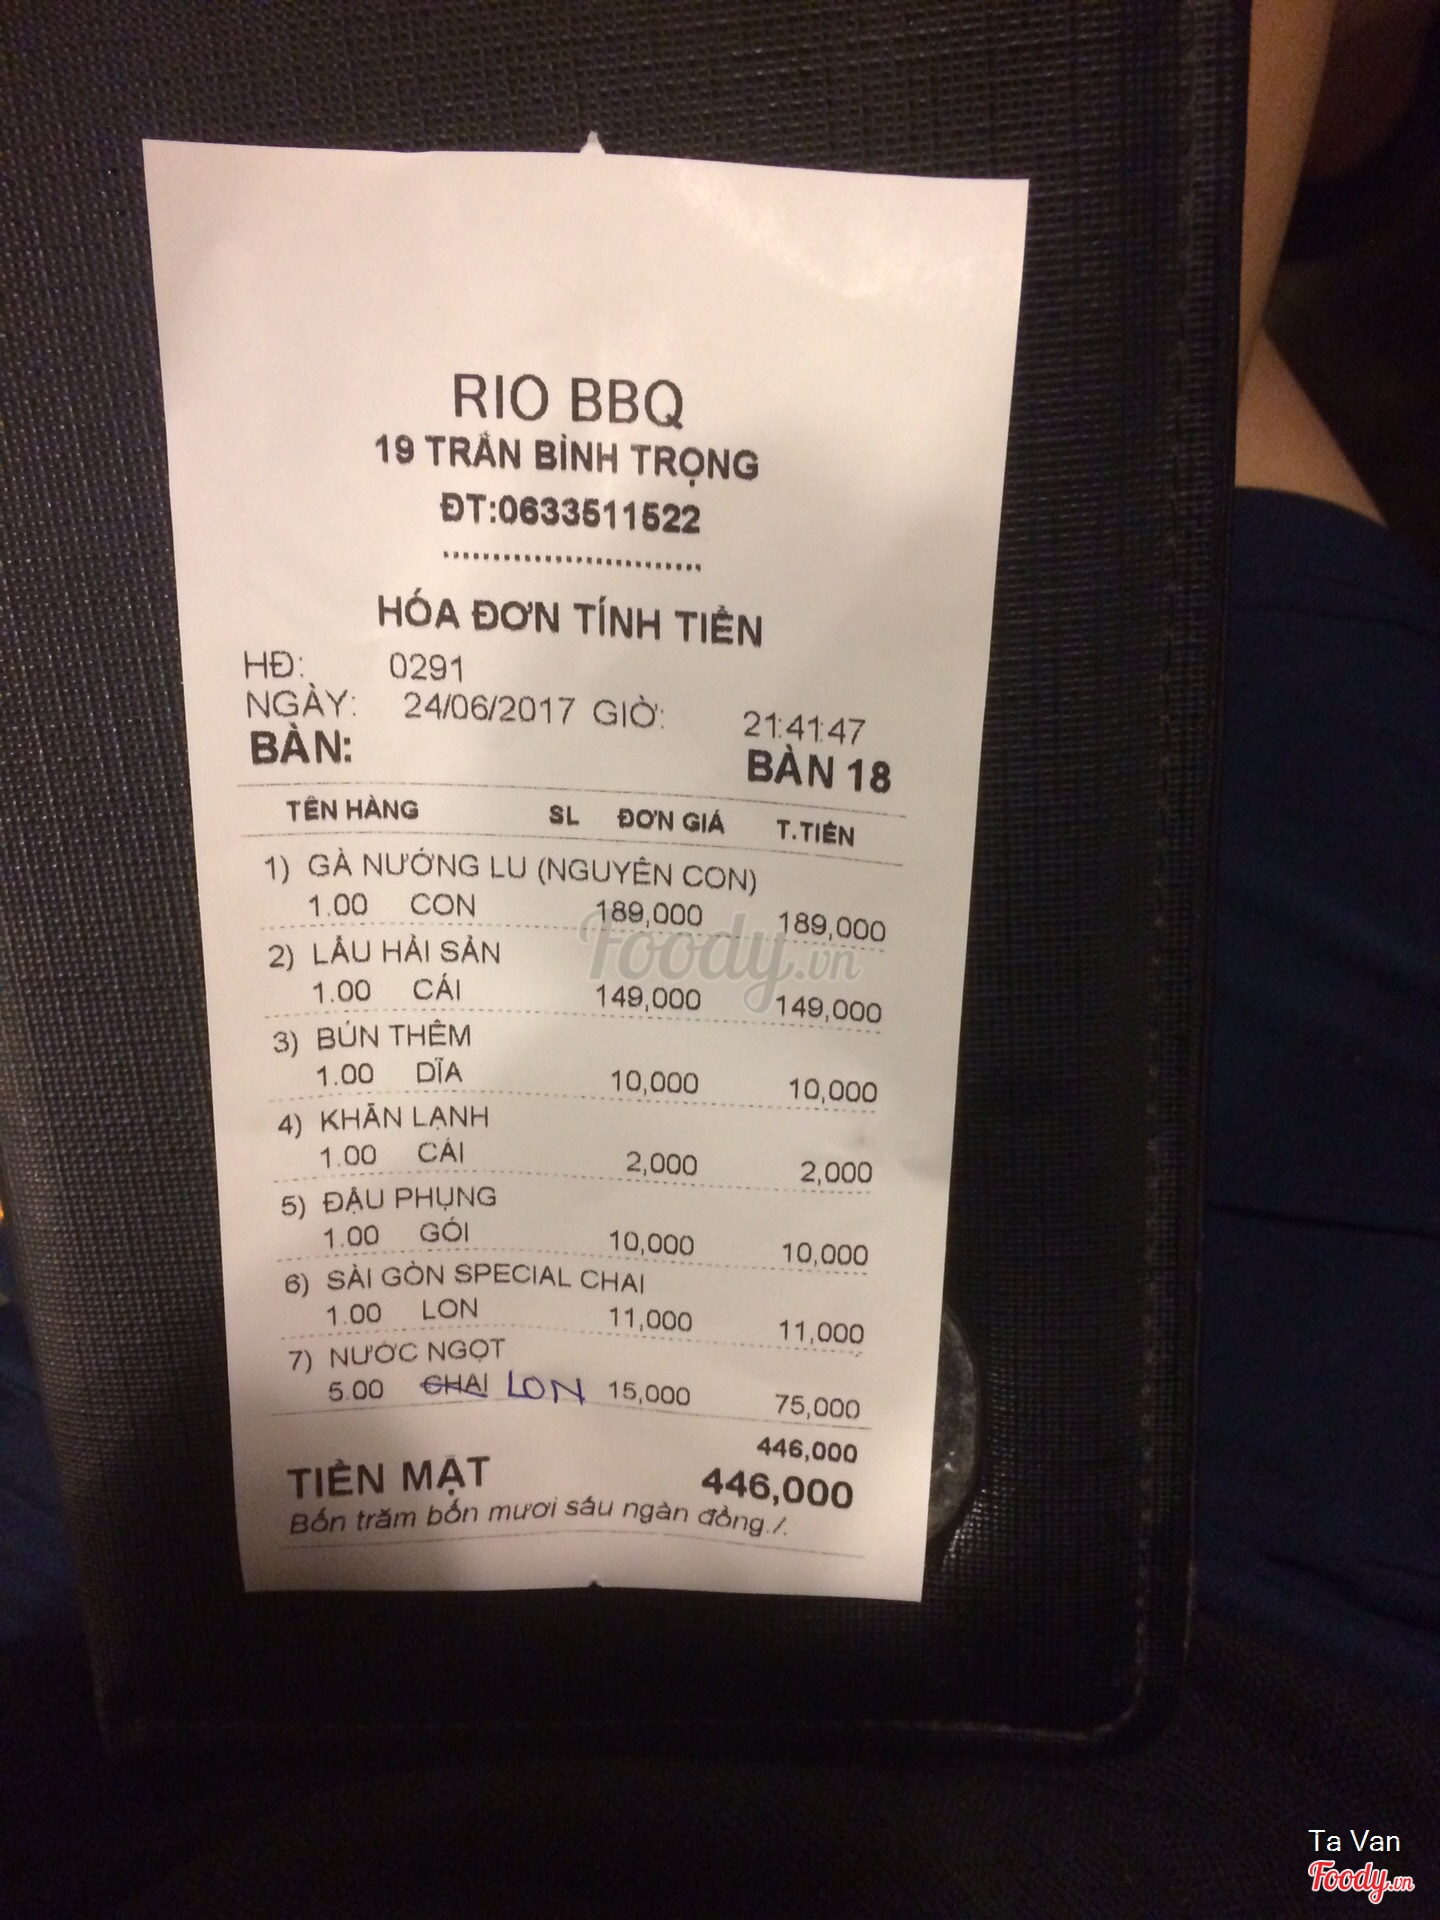 RIO BBQ
19 TRẦN BÌNH TRỌNG
ĐT:0633511522
HÓA ĐƠN TÍNH TIỀN
HĐ: 0291
NGÀY: 24/06/2017 GIỜ: 21:41:47
BÀN: BÀN 18
TÊN HÀNG SL ĐƠN GIÁ T.TIỀN
1) GÀ NƯỚNG LU (NGUYÊN CON)
1.00 CON 189,000 189,000
2) LẨU HẢI SẢN
1.00 CÁI 149,000 149,000
3) BÚN THÊM
1.00 DĨA 10,000 10,000
4) KHĂN LẠNH
1.00 CÁI 2,000 2,000
5) ĐẬU PHỤNG
1.00 GÓI 10,000 10,000
6) SÀI GÒN SPECIAL CHAI
1.00 LON 11,000 11,000
7) NƯỚC NGỌT
5.00 CHAI LON 15,000 75,000
446,000
TIỀN MẶT 446,000
Bốn trăm bốn mươi sáu ngàn đồng./.
Foody.vn
Ta Van
Foody.vn